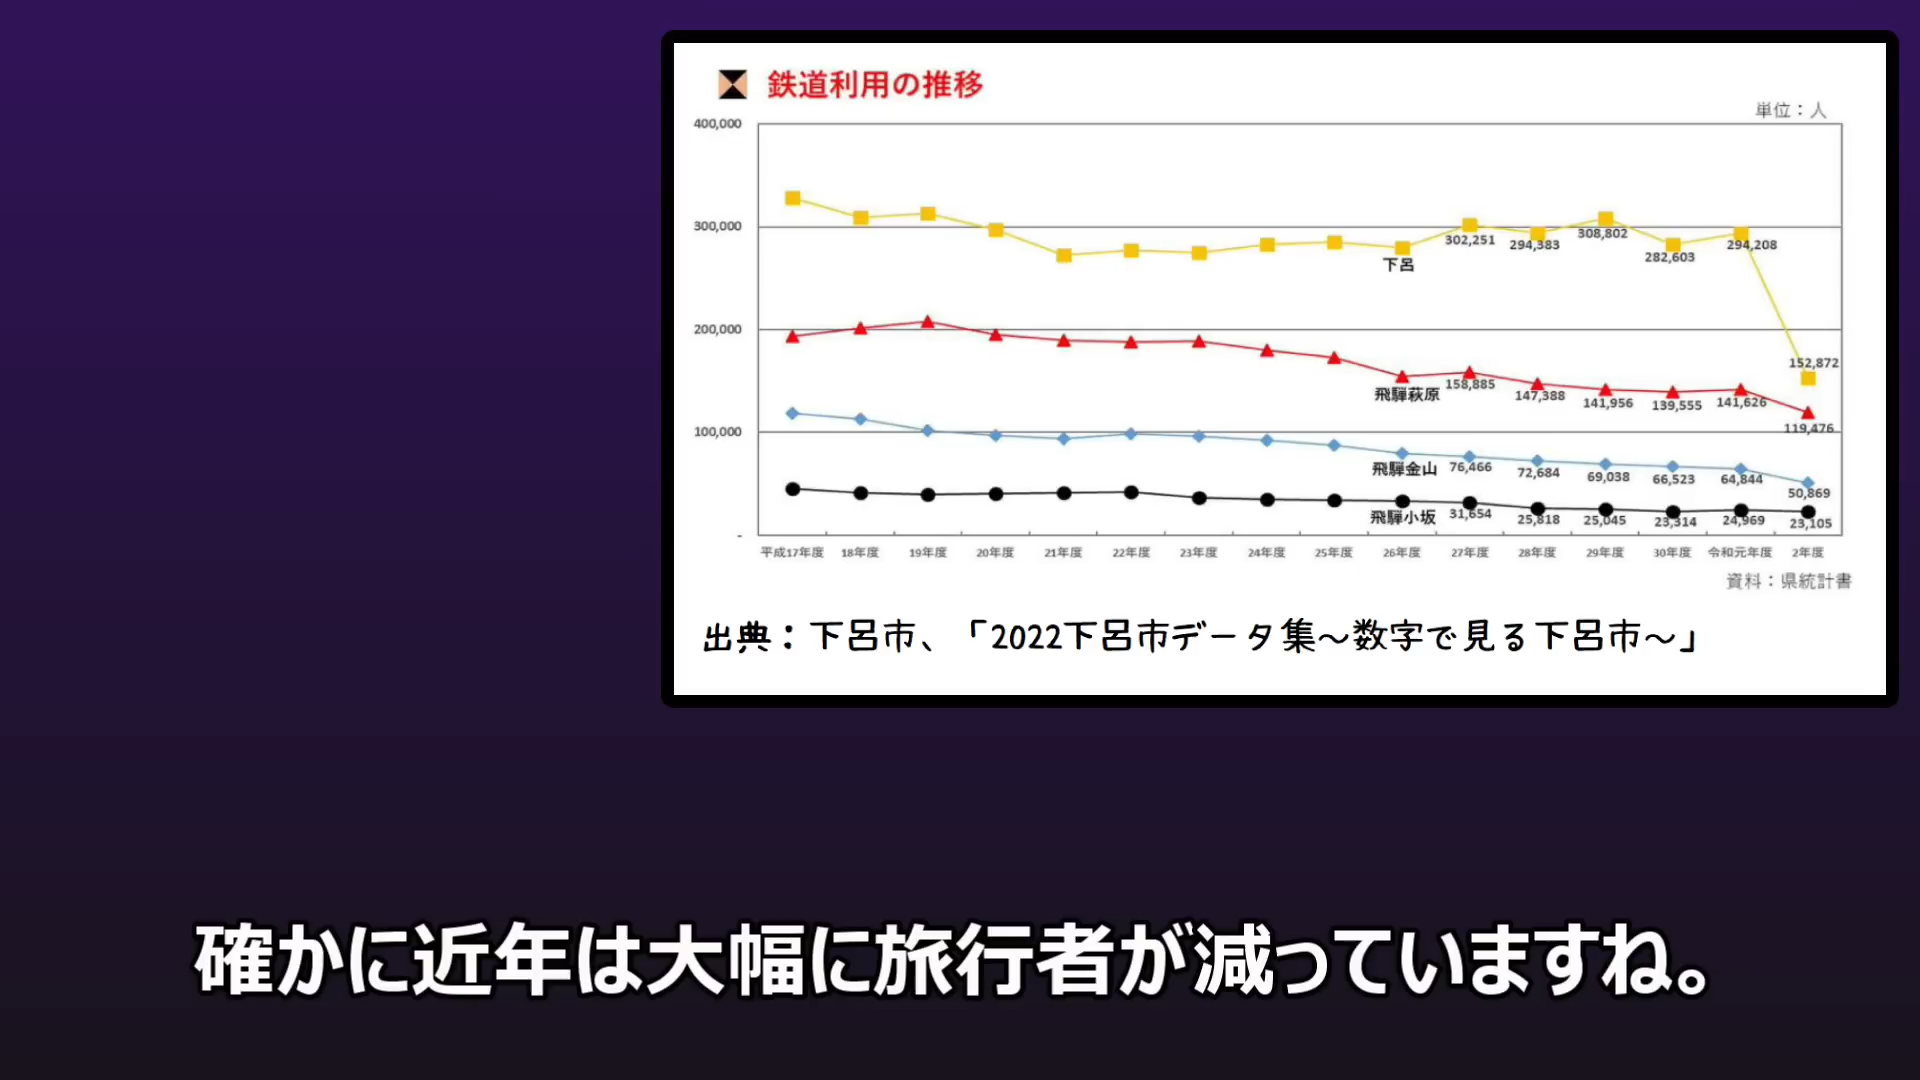 鉄道利用の推移
単位：人
400,000
300,000
200,000
100,000
-
302,251
294,383
308,802
282,603
294,208
152,872
下呂
飛騨萩原
158,885
147,388
141,956
139,555
141,626
119,476
飛騨金山
76,466
72,684
69,038
66,523
64,844
50,869
飛騨小坂
31,654
25,818
25,045
23,314
24,969
23,105
平成17年度 18年度 19年度 20年度 21年度 22年度 23年度 24年度 25年度 26年度 27年度 28年度 29年度 30年度 令和元年度 2年度
資料：県統計書
出典：下呂市、「2022下呂市データ集～数字で見る下呂市～」
確かに近年は大幅に旅行者が減っていますね。